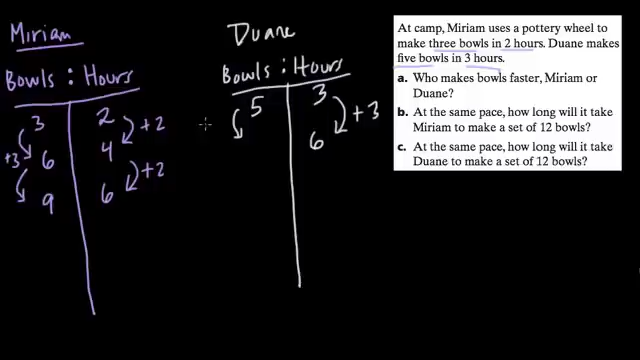 Miriam
Bowls : Hours
3 2
+2
+3 6 4
+2
9 6
Duane
Bowls : Hours
5 3
+3
6
At camp, Miriam uses a pottery wheel to
make three bowls in 2 hours. Duane makes
five bowls in 3 hours.
a. Who makes bowls faster, Miriam or
Duane?
b. At the same pace, how long will it take
Miriam to make a set of 12 bowls?
c. At the same pace, how long will it take
Duane to make a set of 12 bowls?